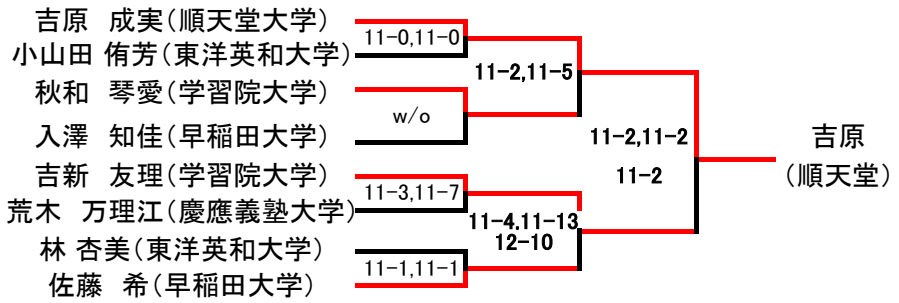 吉原　成実（順天堂大学）
11-0,11-0
小山田 侑芳（東洋英和大学）
11-2,11-5
秋和　琴愛（学習院大学）
w/o
入澤　知佳（早稲田大学）
11-2,11-2
11-2
吉原
（順天堂）
吉新　友理（学習院大学）
11-3,11-7
荒木　万理江（慶應義塾大学）
11-4,11-13
12-10
林 杏美（東洋英和大学）
11-1,11-1
佐藤　希（早稲田大学）